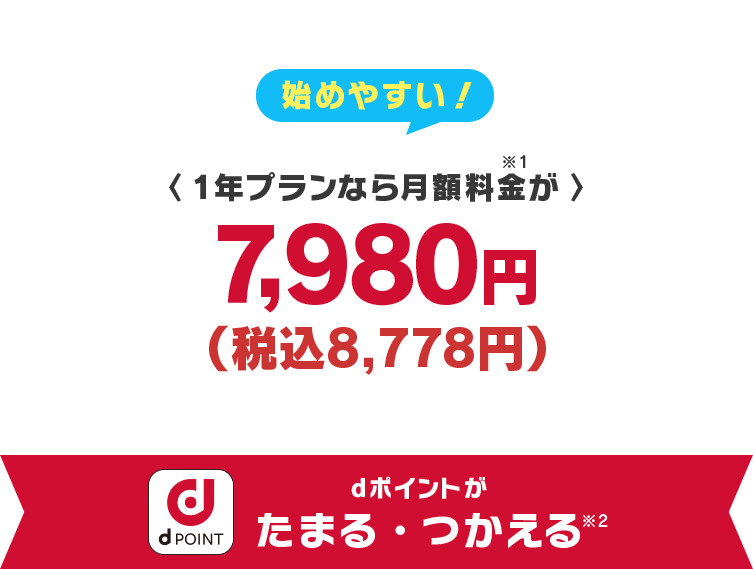 始めやすい！
※1
〈 1年プランなら月額料金が 〉
7,980円
（税込8,778円）
d
d POINT
dポイントが
たまる・つかえる※2